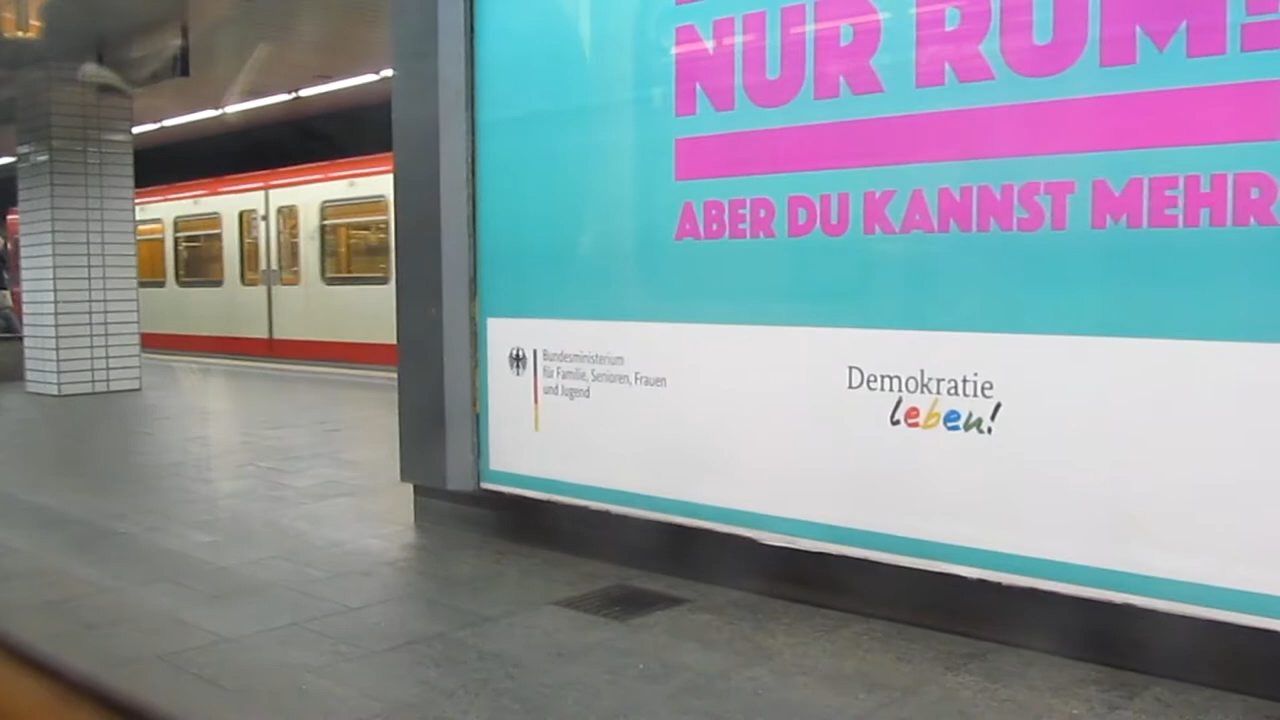 NUR RUM!
ABER DU KANNST MEHR
Bundesministerium
für Familie, Senioren, Frauen
und Jugend
Demokratie
leben!